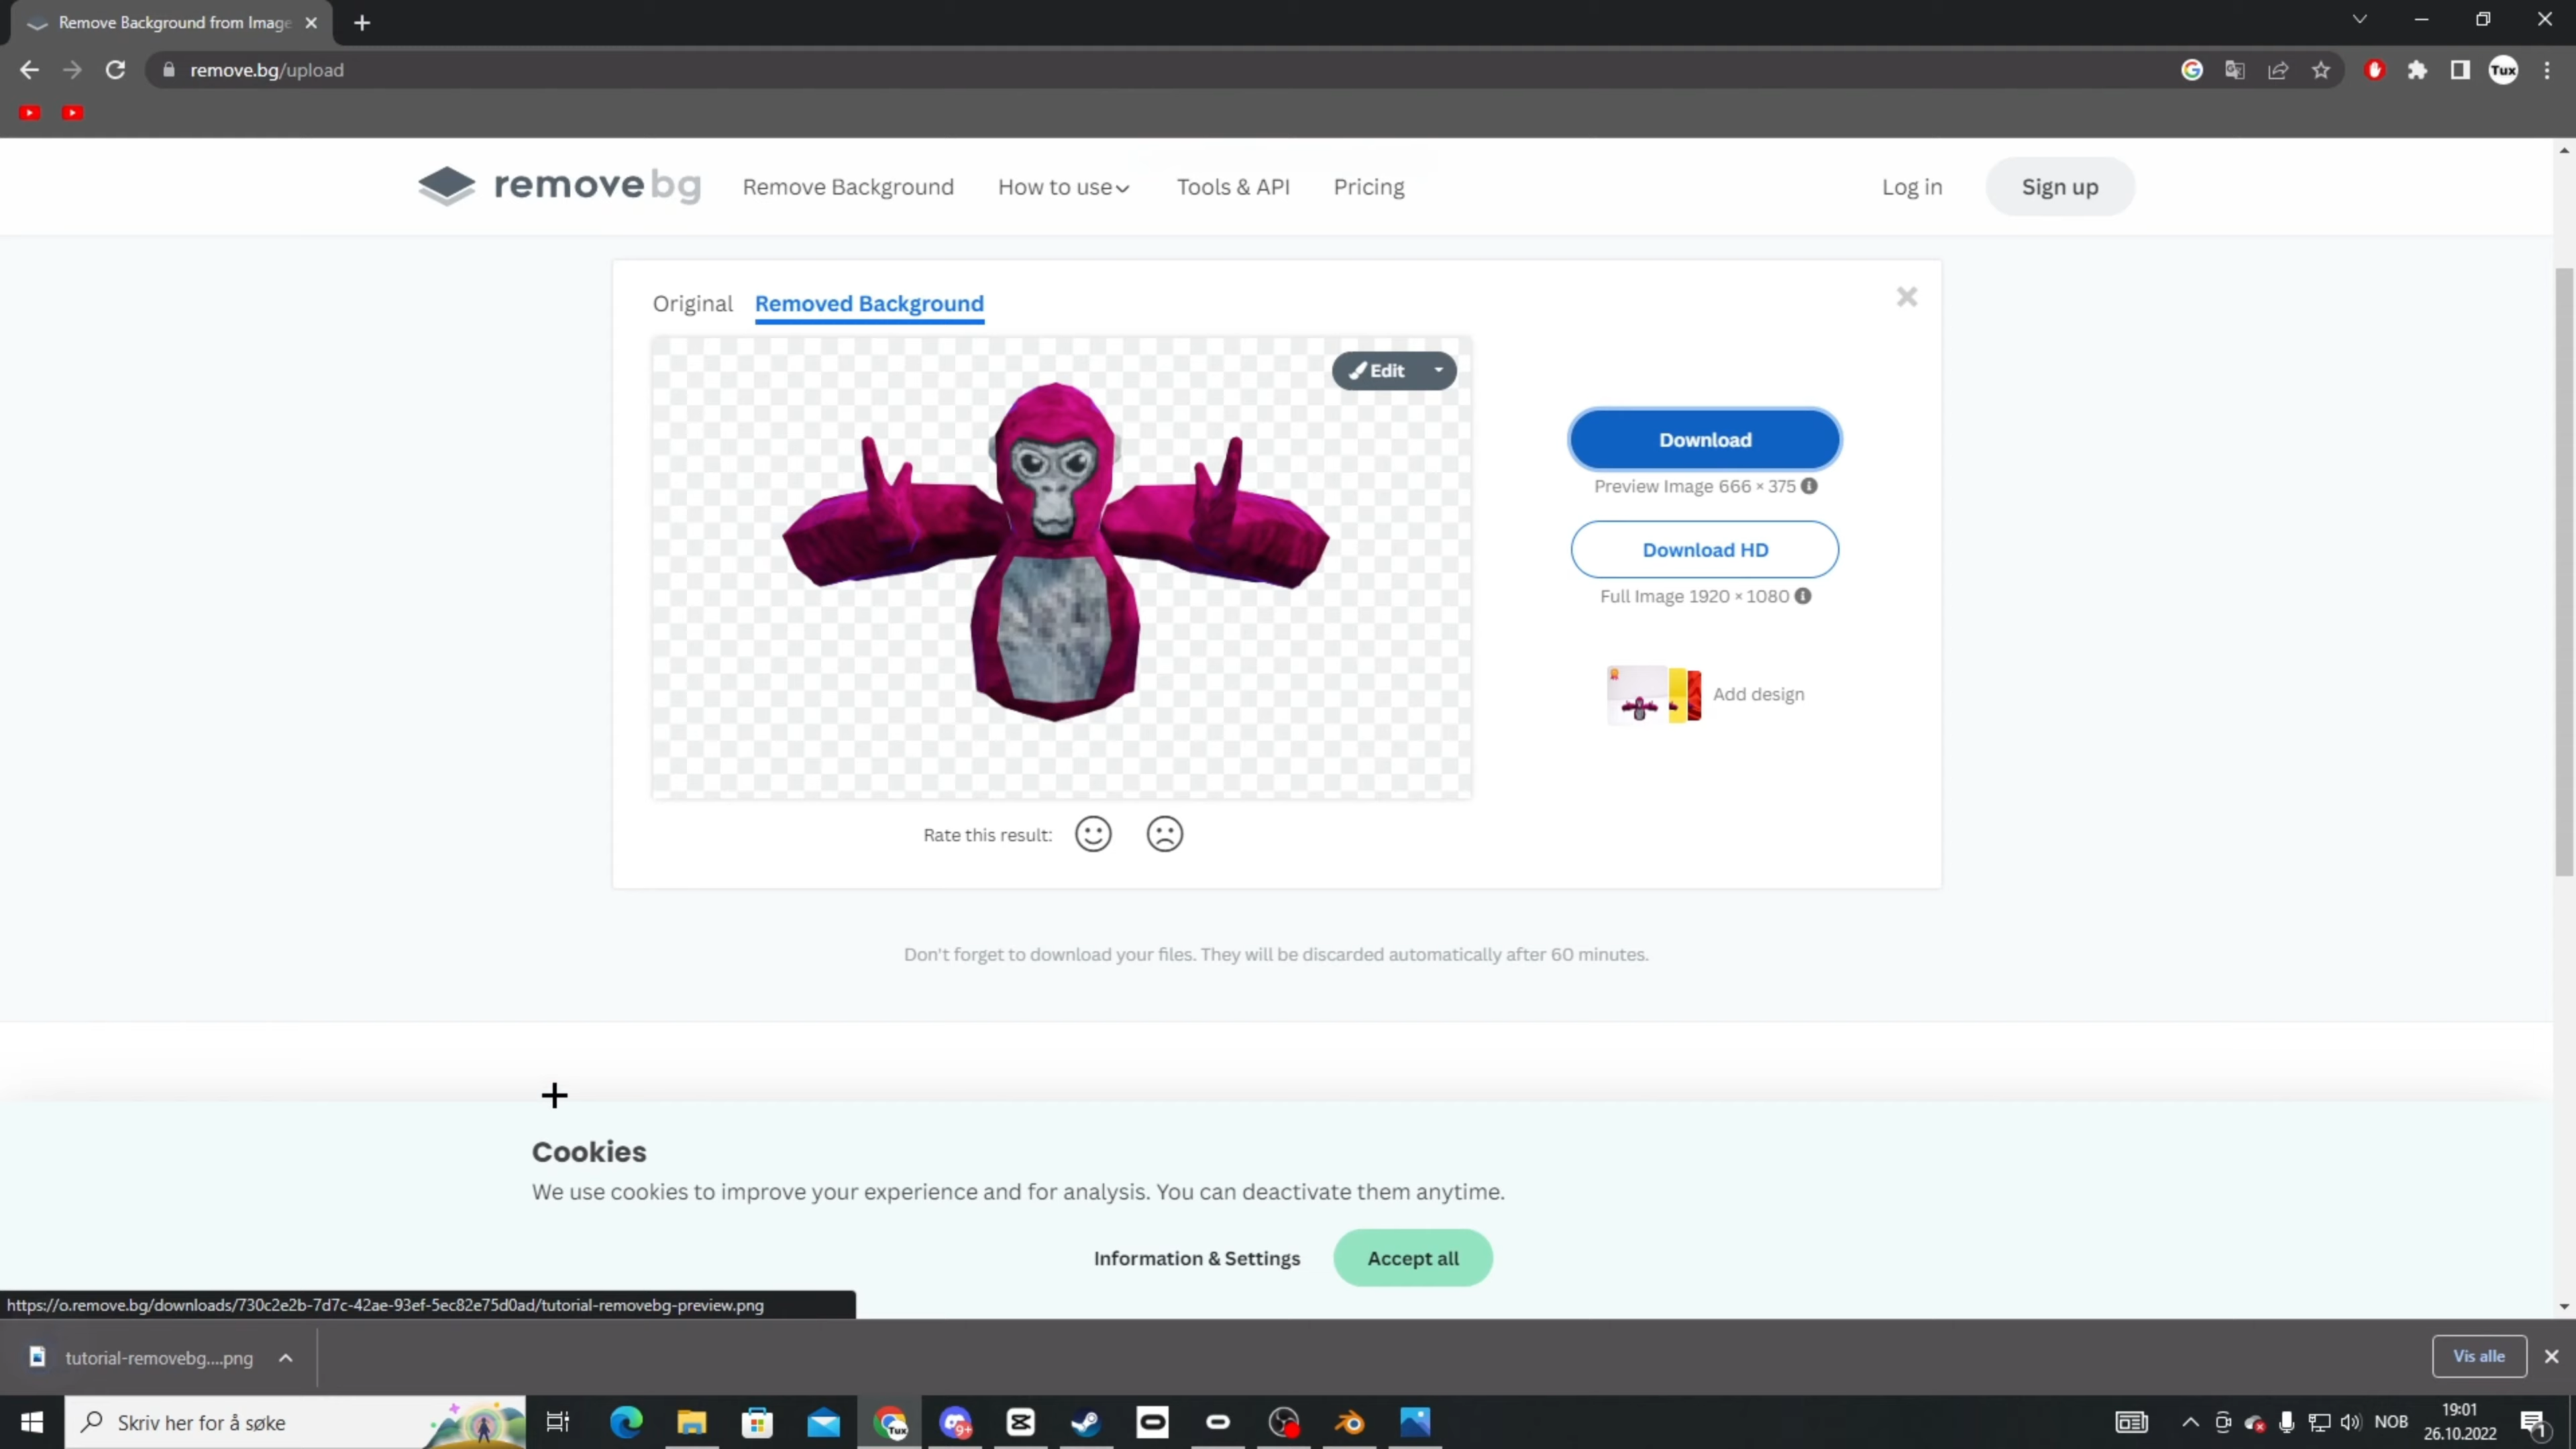 Remove Background from Image
remove.bg/upload
Tux
removebg
Remove Background
How to use
Tools & API
Pricing
Log in
Sign up
Original
Removed Background
Edit
Download
Preview Image 666 × 375
Download HD
Full Image 1920 × 1080
Add design
Rate this result:
Don't forget to download your files. They will be discarded automatically after 60 minutes.
Cookies
We use cookies to improve your experience and for analysis. You can deactivate them anytime.
Information & Settings
Accept all
https://o.remove.bg/downloads/730c2e2b-7d7c-42ae-93ef-5ec82e75d0ad/tutorial-removebg-preview.png
tutorial-removebg....png
Vis alle
Skriv her for å søke
Tux
9+
NOB
19:01
26.10.2022
1